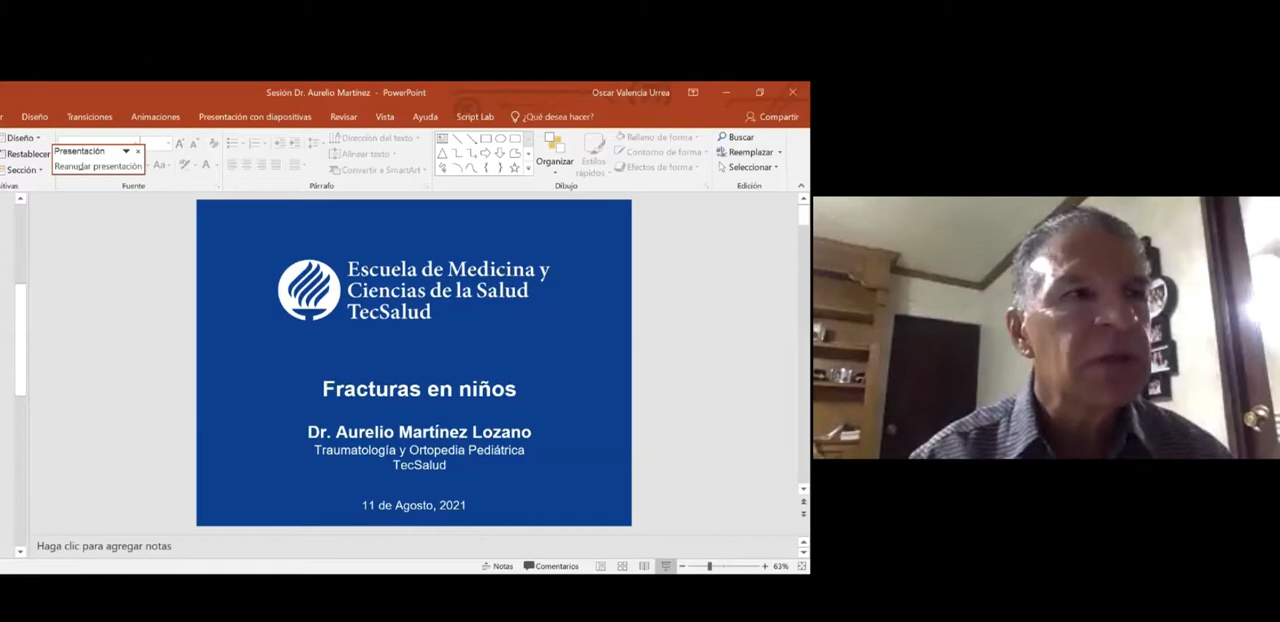 Sesión Dr. Aurelio Martínez - PowerPoint
Oscar Valencia Urrea
Diseño
Transiciones
Animaciones
Presentación con diapositivas
Revisar
Vista
Ayuda
Script Lab
¿Qué desea hacer?
Compartir
Diseño
Restablecer
Sección
Presentación
Reanudar presentación
Aa
A
Fuente
Dirección del texto
Alinear texto
Convertir a SmartArt
Párrafo
Organizar
Estilos
rápidos
Relleno de forma
Contorno de forma
Efectos de forma
Dibujo
Buscar
Reemplazar
Seleccionar
Edición
Escuela de Medicina y
Ciencias de la Salud
TecSalud
Fracturas en niños
Dr. Aurelio Martínez Lozano
Traumatología y Ortopedia Pediátrica
TecSalud
11 de Agosto, 2021
Haga clic para agregar notas
Notas
Comentarios
63%